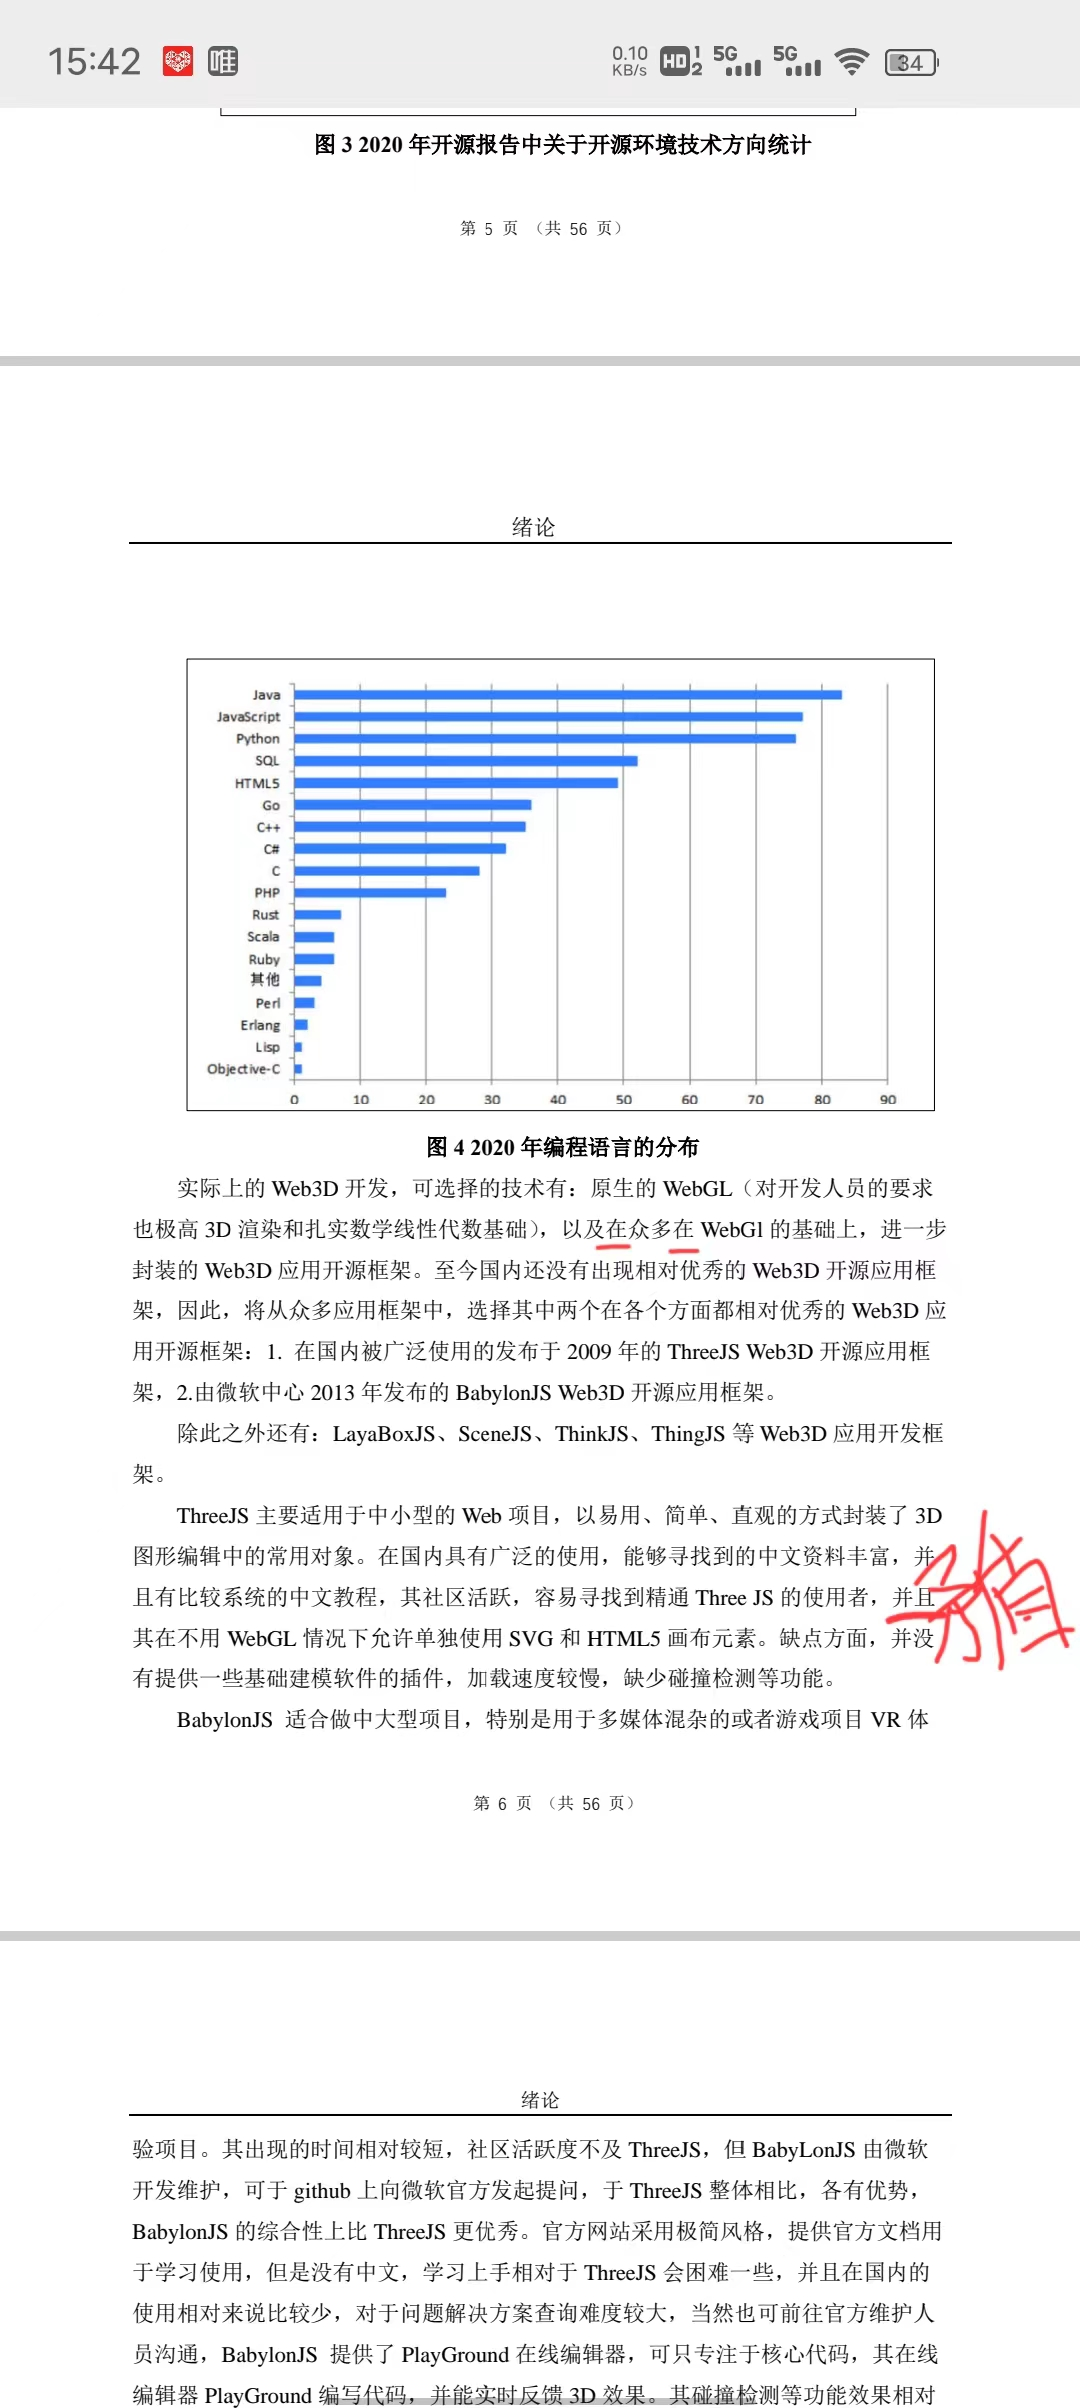 15:42
唯
0.10 KB/s HD 1 2 5G 5G 34
图 3 2020 年开源报告中关于开源环境技术方向统计
第 5 页 （共 56 页）
绪论
Java
JavaScript
Python
SQL
HTML5
Go
C++
C#
C
PHP
Rust
Scala
Ruby
其他
Perl
Erlang
Lisp
Objective-C
0 10 20 30 40 50 60 70 80 90
图 4 2020 年编程语言的分布
实际上的 Web3D 开发，可选择的技术有：原生的 WebGL（对开发人员的要求
也极高 3D 渲染和扎实数学线性代数基础），以及在众多在 WebGl 的基础上，进一步
封装的 Web3D 应用开源框架。至今国内还没有出现相对优秀的 Web3D 开源应用框
架，因此，将从众多应用框架中，选择其中两个在各个方面都相对优秀的 Web3D 应
用开源框架：1. 在国内被广泛使用的发布于 2009 年的 ThreeJS Web3D 开源应用框
架，2.由微软中心 2013 年发布的 BabylonJS Web3D 开源应用框架。
除此之外还有：LayaBoxJS、SceneJS、ThinkJS、ThingJS 等 Web3D 应用开发框
架。
ThreeJS 主要适用于中小型的 Web 项目，以易用、简单、直观的方式封装了 3D
图形编辑中的常用对象。在国内具有广泛的使用，能够寻找到的中文资料丰富，并
且有比较系统的中文教程，其社区活跃，容易寻找到精通 Three JS 的使用者，并且
其在不用 WebGL 情况下允许单独使用 SVG 和 HTML5 画布元素。缺点方面，并没
有提供一些基础建模软件的插件，加载速度较慢，缺少碰撞检测等功能。
BabylonJS 适合做中大型项目，特别是用于多媒体混杂的或者游戏项目 VR 体
第 6 页 （共 56 页）
绪论
验项目。其出现的时间相对较短，社区活跃度不及 ThreeJS，但 BabyLonJS 由微软
开发维护，可于 github 上向微软官方发起提问，于 ThreeJS 整体相比，各有优势，
BabylonJS 的综合性上比 ThreeJS 更优秀。官方网站采用极简风格，提供官方文档用
于学习使用，但是没有中文，学习上手相对于 ThreeJS 会困难一些，并且在国内的
使用相对来说比较少，对于问题解决方案查询难度较大，当然也可前往官方维护人
员沟通，BabylonJS 提供了 PlayGround 在线编辑器，可只专注于核心代码，其在线
编辑器 PlayGround 编写代码，并能实时反馈 3D 效果。其碰撞检测等功能效果相对